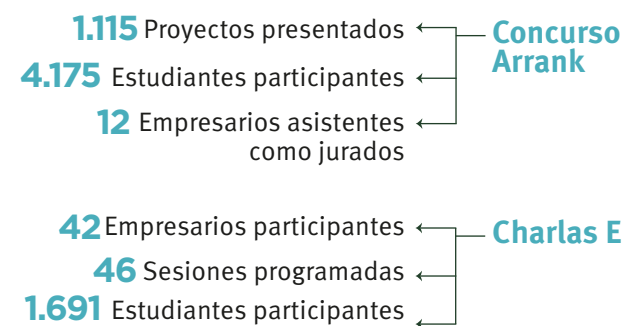 1.115 Proyectos presentados
4.175 Estudiantes participantes
12 Empresarios asistentes
como jurados
Concurso
Arrank
42 Empresarios participantes
46 Sesiones programadas
1.691 Estudiantes participantes
Charlas E